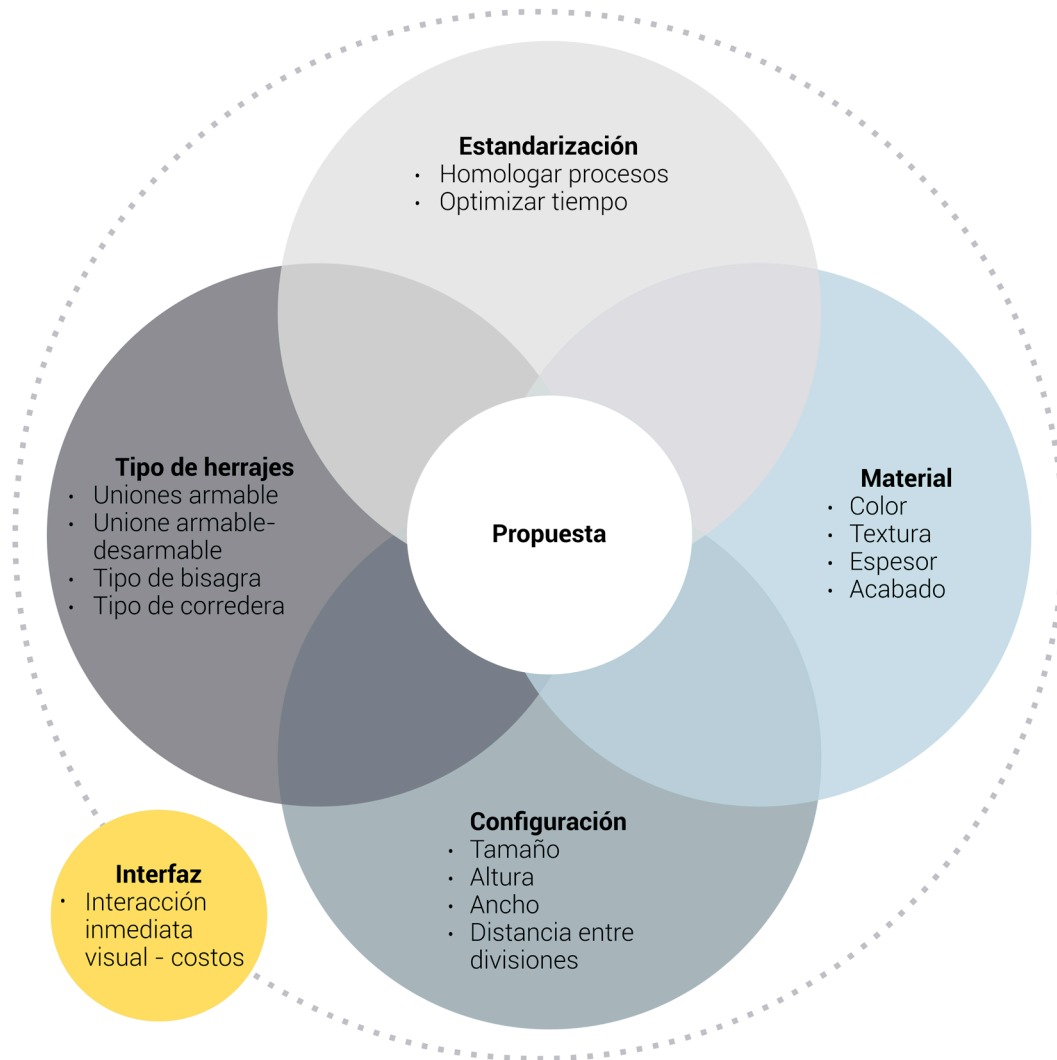 Estandarización
· Homologar procesos
· Optimizar tiempo
Tipo de herrajes
· Uniones armable
· Unione armable-
desarmable
· Tipo de bisagra
· Tipo de corredera
Propuesta
Material
· Color
· Textura
· Espesor
· Acabado
Configuración
· Tamaño
· Altura
· Ancho
· Distancia entre
divisiones
Interfaz
· Interacción
inmediata
visual - costos